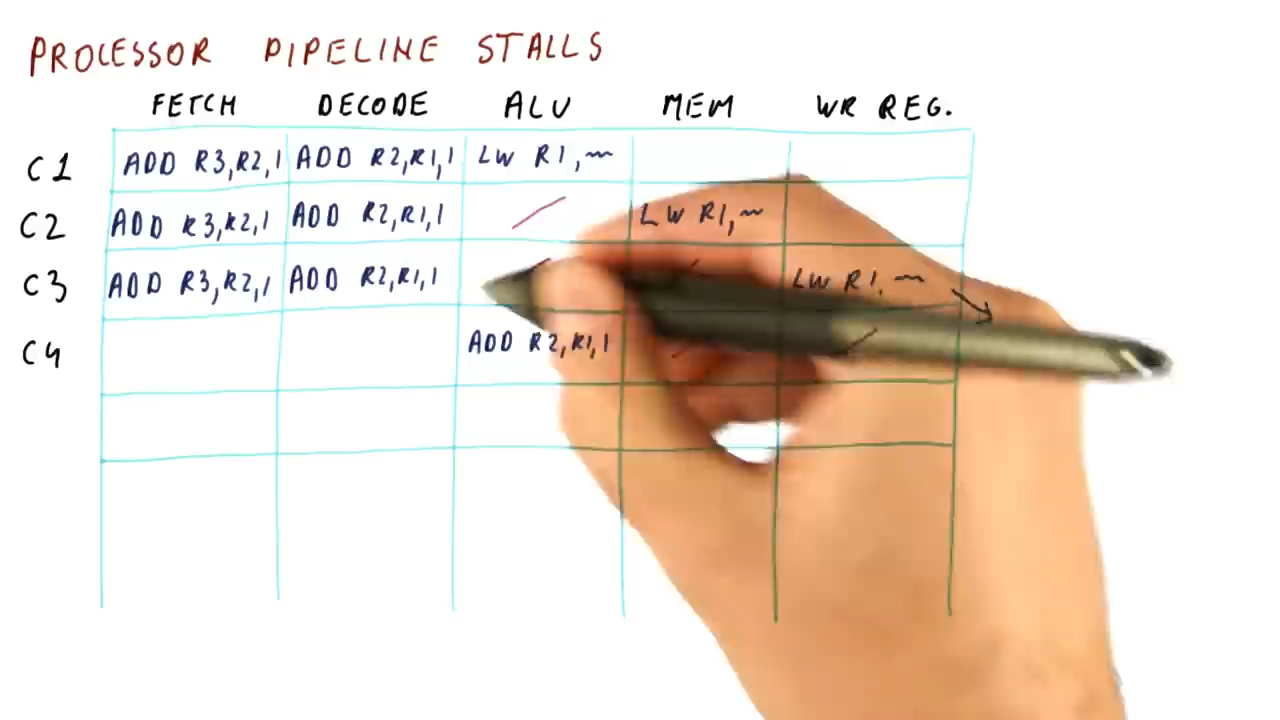 PROCESSOR PIPELINE STALLS
FETCH DECODE ALU MEM WR REG.
C1 ADD R3,R2,1 ADD R2,R1,1 LW R1,~
C2 ADD R3,R2,1 ADD R2,R1,1 LW R1,~
C3 ADD R3,R2,1 ADD R2,R1,1 LW R1,~
C4 ADD R2,R1,1